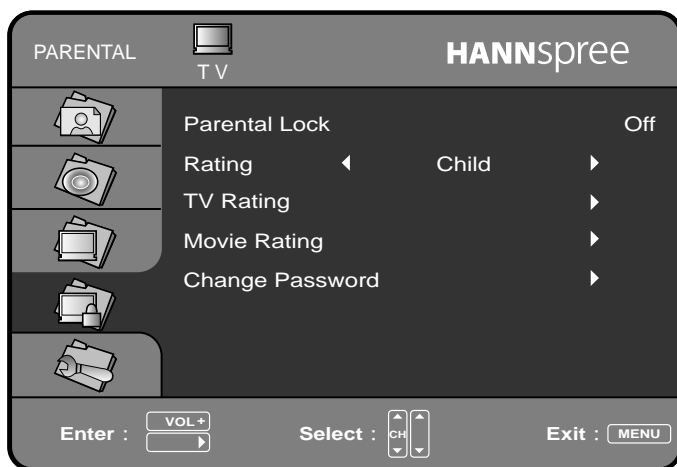 PARENTAL
TV
HANNspree
Parental Lock Off
Rating Child
TV Rating
Movie Rating
Change Password
Enter : VOL+ Select : CH Exit : MENU